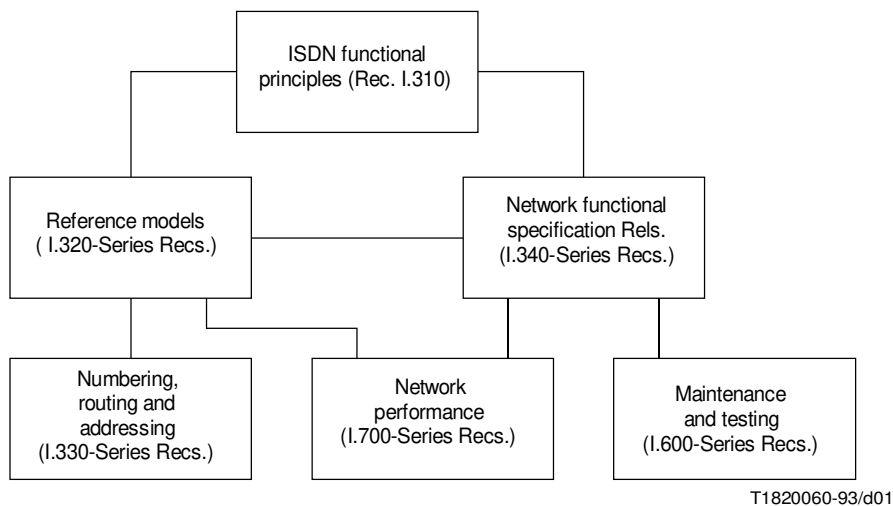 ISDN functional
principles (Rec. I.310)
Reference models
( I.320-Series Recs.)
Network functional
specification Rels.
(I.340-Series Recs.)
Numbering,
routing and
addressing
(I.330-Series Recs.)
Network
performance
(I.700-Series Recs.)
Maintenance
and testing
(I.600-Series Recs.)
T1820060-93/d01